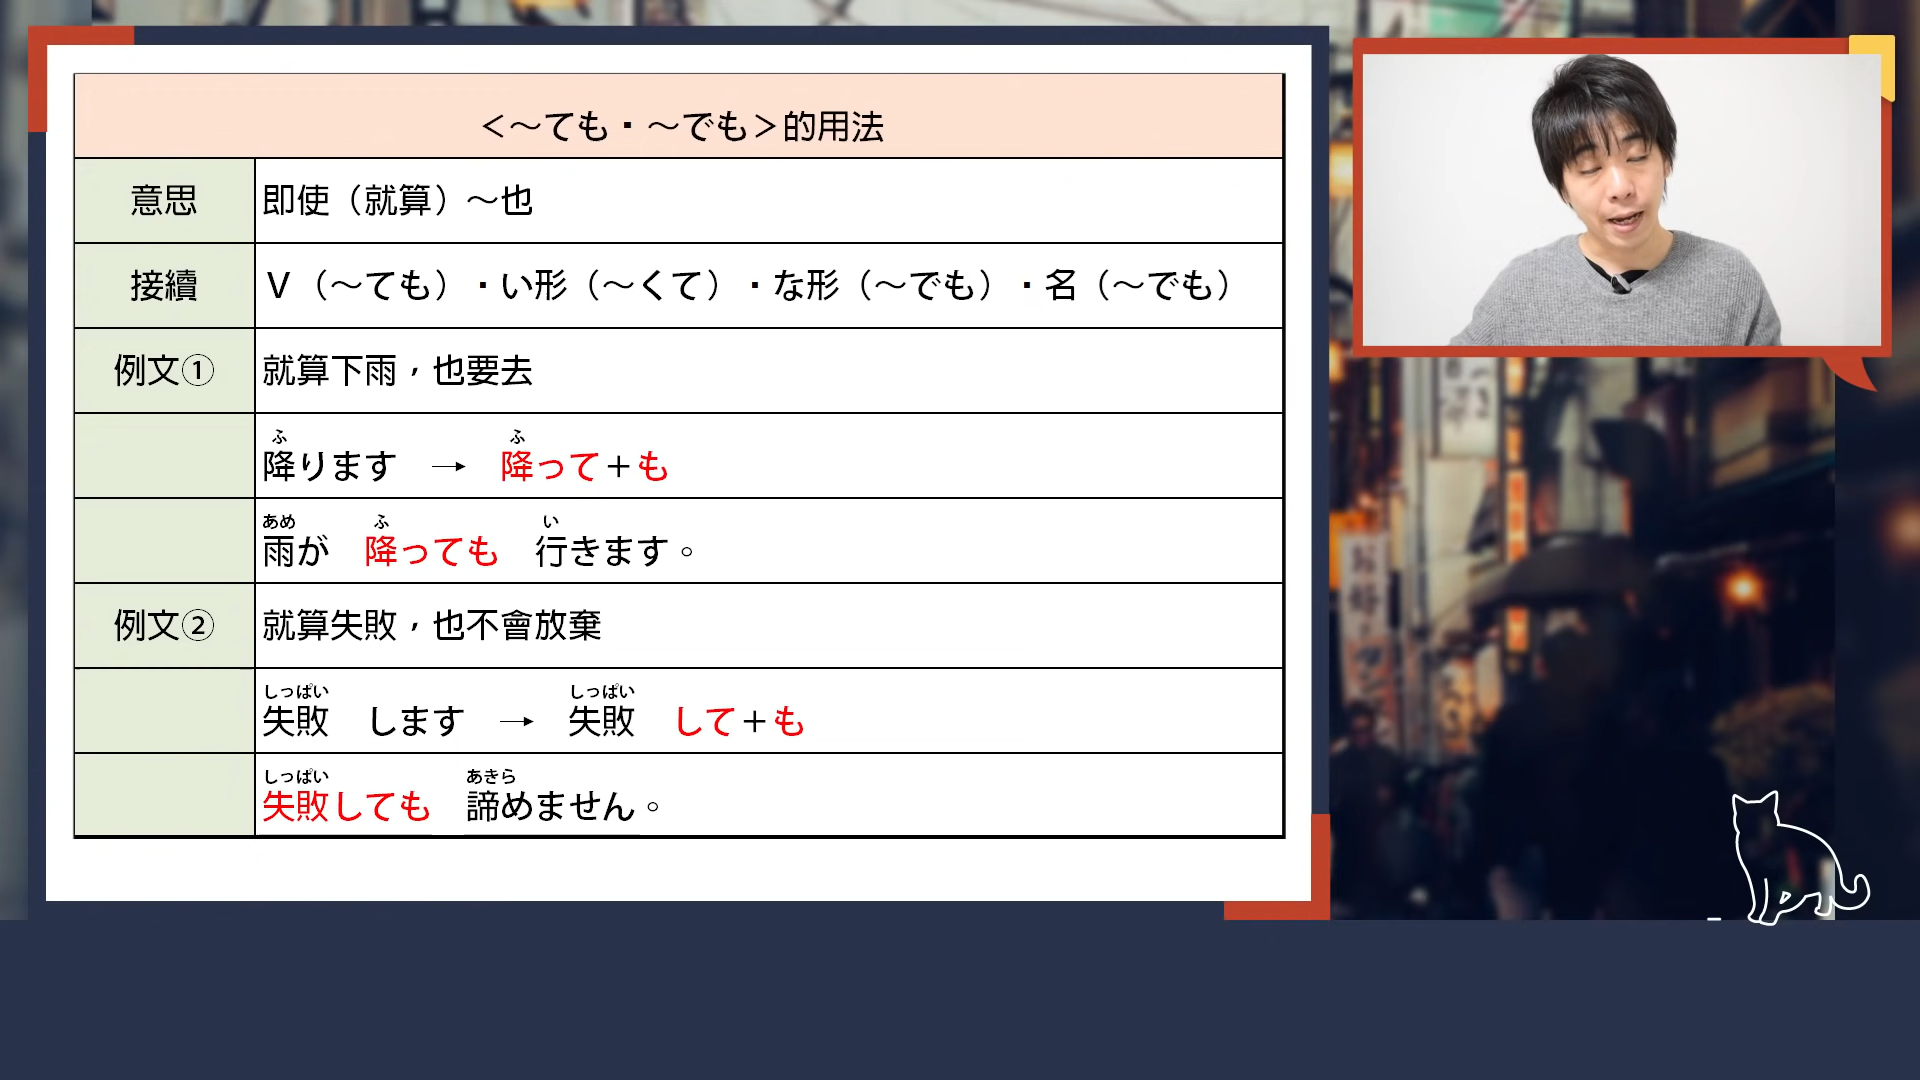 ＜～ても・～でも＞的用法
意思
即使（就算）～也
接續
Ｖ（～ても）・い形（～くて）・な形（～でも）・名（～でも）
例文①
就算下雨，也要去
ふ ふ
降ります → 降って＋も
あめ ふ い
雨が 降っても 行きます。
例文②
就算失敗，也不會放棄
しっぱい しっぱい
失敗 します → 失敗 して＋も
しっぱい あきら
失敗しても 諦めません。
お好